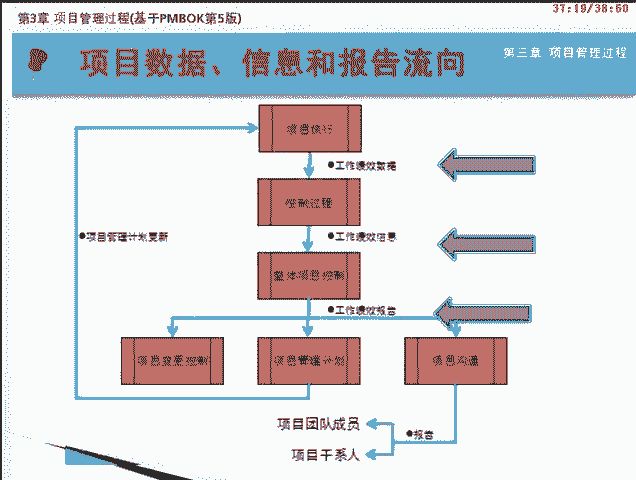 37:19/38:60
第3章 项目管理过程(基于PMBOK第5版)
项目数据、信息和报告流向
第三章 项目管理过程
项目执行
●工作绩效数据
控制过程
●项目管理计划更新
●工作绩效信息
整体项目控制
●工作绩效报告
项目变更控制
项目管理计划
项目沟通
项目团队成员
●报告
项目干系人